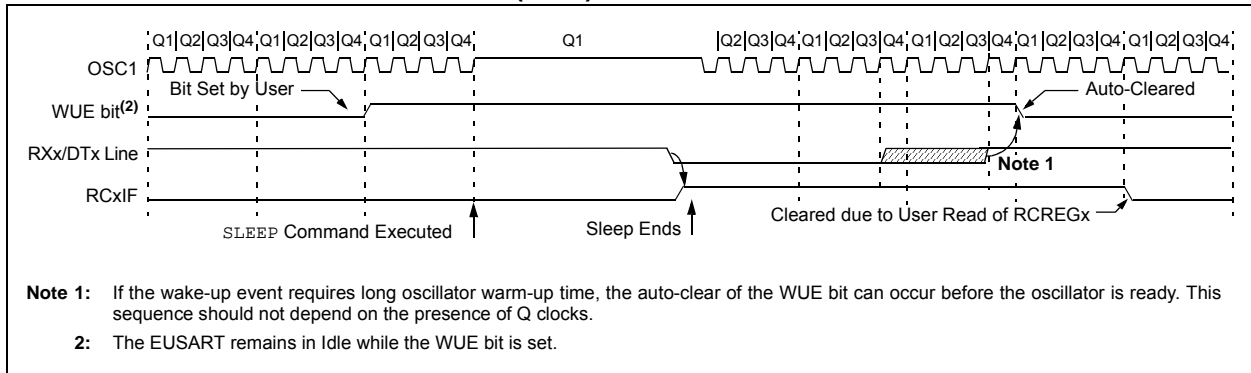 Q1 Q2 Q3 Q4 Q1 Q2 Q3 Q4 Q1 Q2 Q3 Q4 Q1 Q2 Q3 Q4 Q1 Q2 Q3 Q4 Q1 Q2 Q3 Q4 Q1 Q2 Q3 Q4
OSC1
Bit Set by User
Auto-Cleared
WUE bit(2)
RXx/DTx Line
Note 1
RCxIF
Cleared due to User Read of RCREGx
SLEEP Command Executed
Sleep Ends
Note 1: If the wake-up event requires long oscillator warm-up time, the auto-clear of the WUE bit can occur before the oscillator is ready. This
sequence should not depend on the presence of Q clocks.
2: The EUSART remains in Idle while the WUE bit is set.